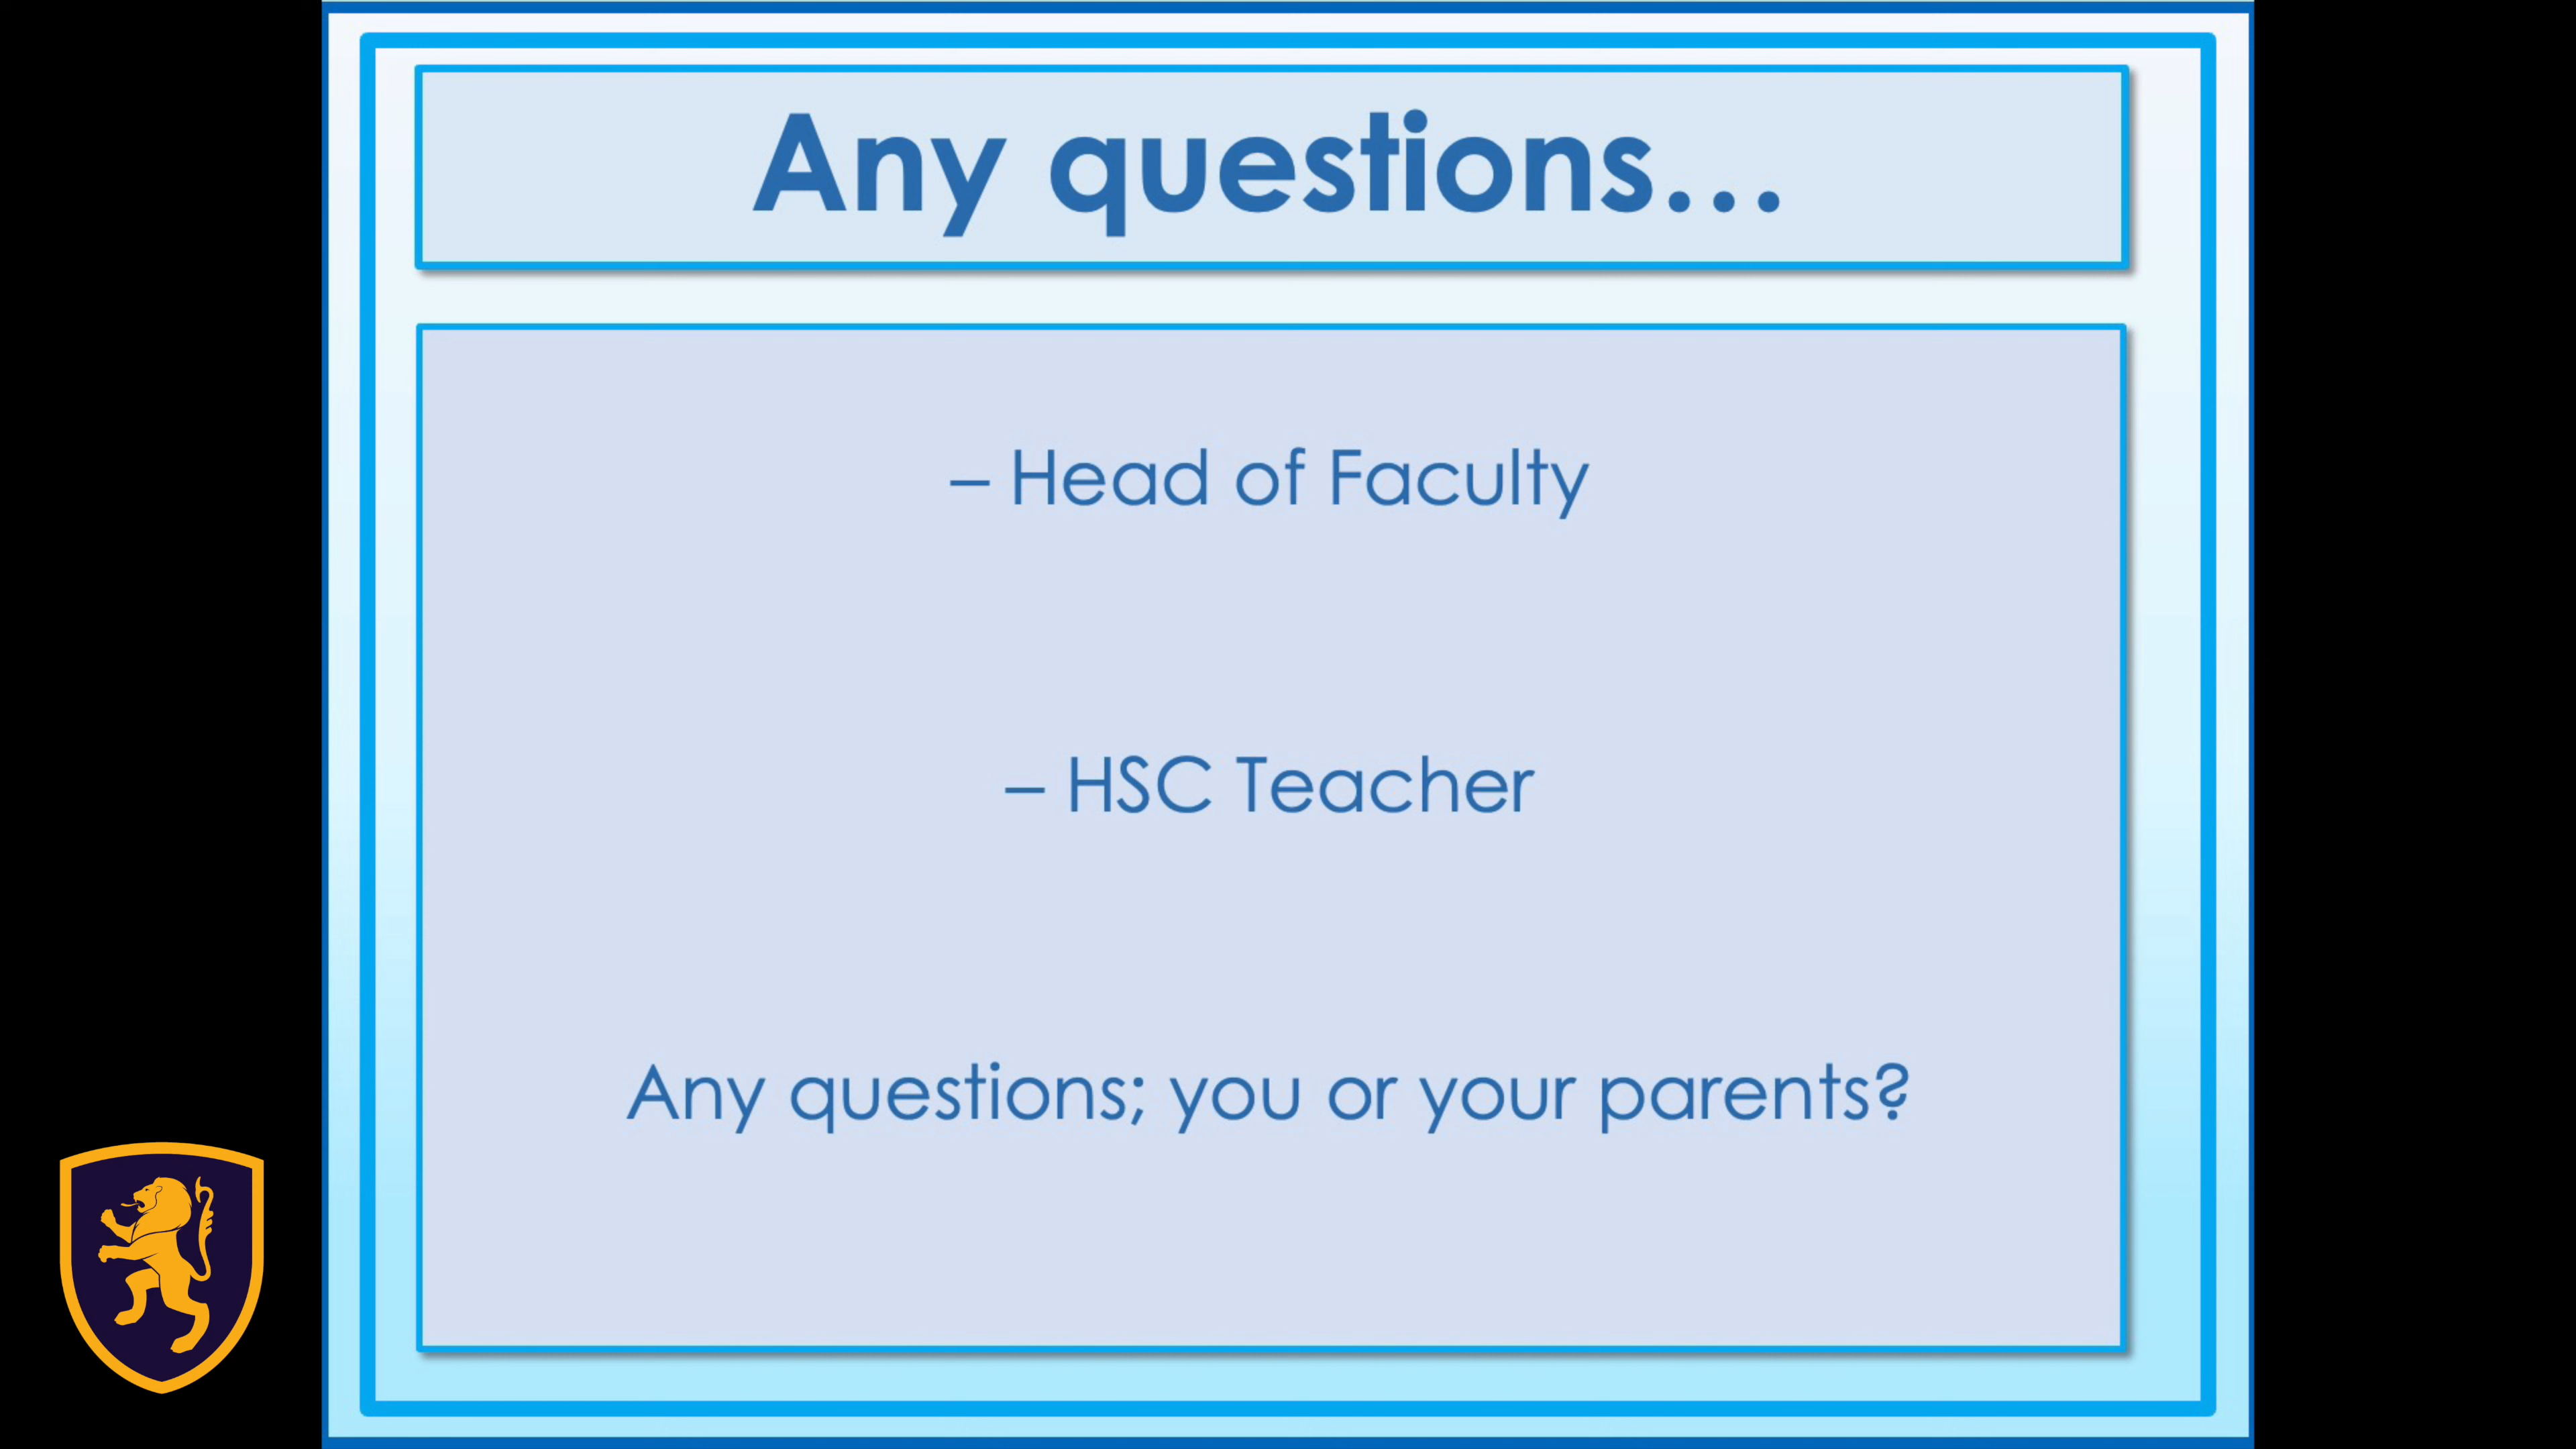 Any questions...
– Head of Faculty
– HSC Teacher
Any questions; you or your parents?